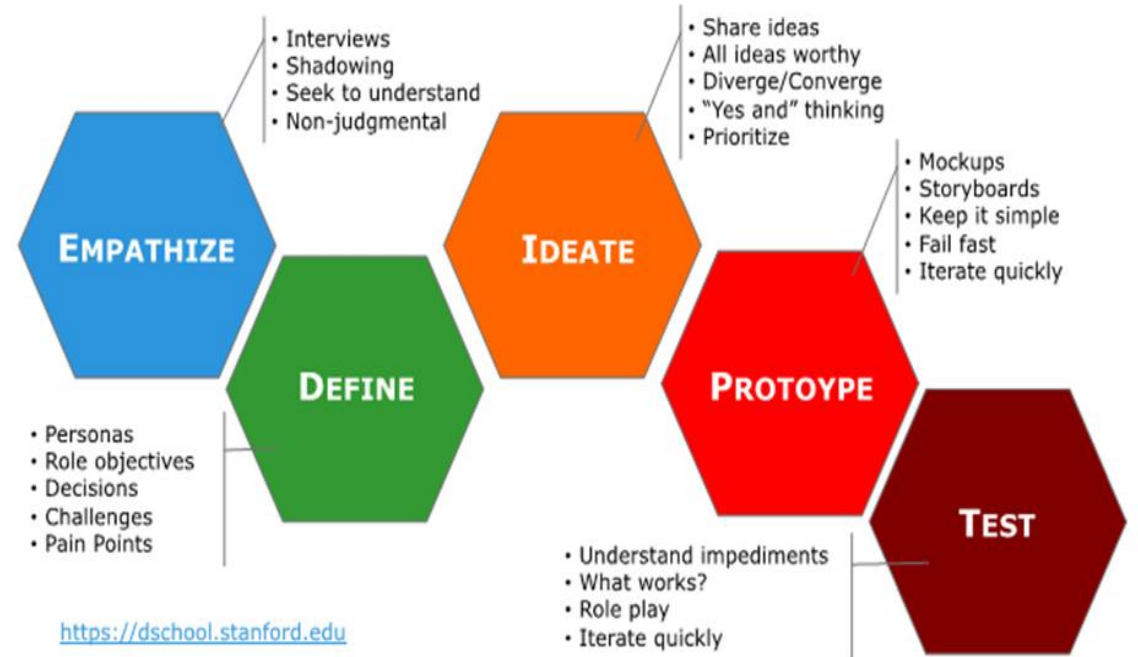 • Interviews
• Shadowing
• Seek to understand
• Non-judgmental
EMPATHIZE
DEFINE
• Personas
• Role objectives
• Decisions
• Challenges
• Pain Points
• Share ideas
• All ideas worthy
• Diverge/Converge
• “Yes and” thinking
• Prioritize
IDEATE
• Mockups
• Storyboards
• Keep it simple
• Fail fast
• Iterate quickly
PROTOYPE
TEST
• Understand impediments
• What works?
• Role play
• Iterate quickly
https://dschool.stanford.edu